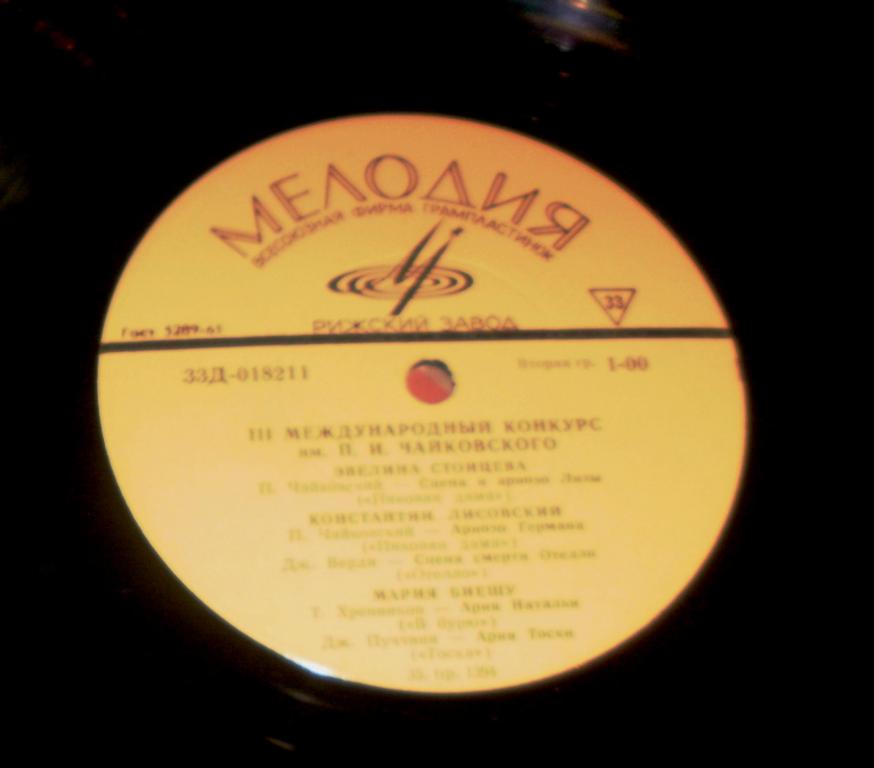 МЕЛОДИЯ
ВСЕСОЮЗНАЯ ФИРМА ГРАМПЛАСТИНОК
33
РИЖСКИЙ ЗАВОД
Гост 5289-61
33Д-018211
Вторая гр. 1-00
III МЕЖДУНАРОДНЫЙ КОНКУРС
им. П. И. ЧАЙКОВСКОГО
ЭВЕЛИНА СТОИЦЕВА
П. Чайковский — Сцена и ариозо Лизы
(«Пиковая дама»)
КОНСТАНТИН ЛИСОВСКИЙ
П. Чайковский — Ариозо Германа
(«Пиковая дама»)
Дж. Верди — Сцена смерти Отелло
(«Отелло»)
МАРИЯ БИЕШУ
Т. Хренников — Ария Натальи
(«В бурю»)
Дж. Пуччини — Ария Тоски
(«Тоска»)